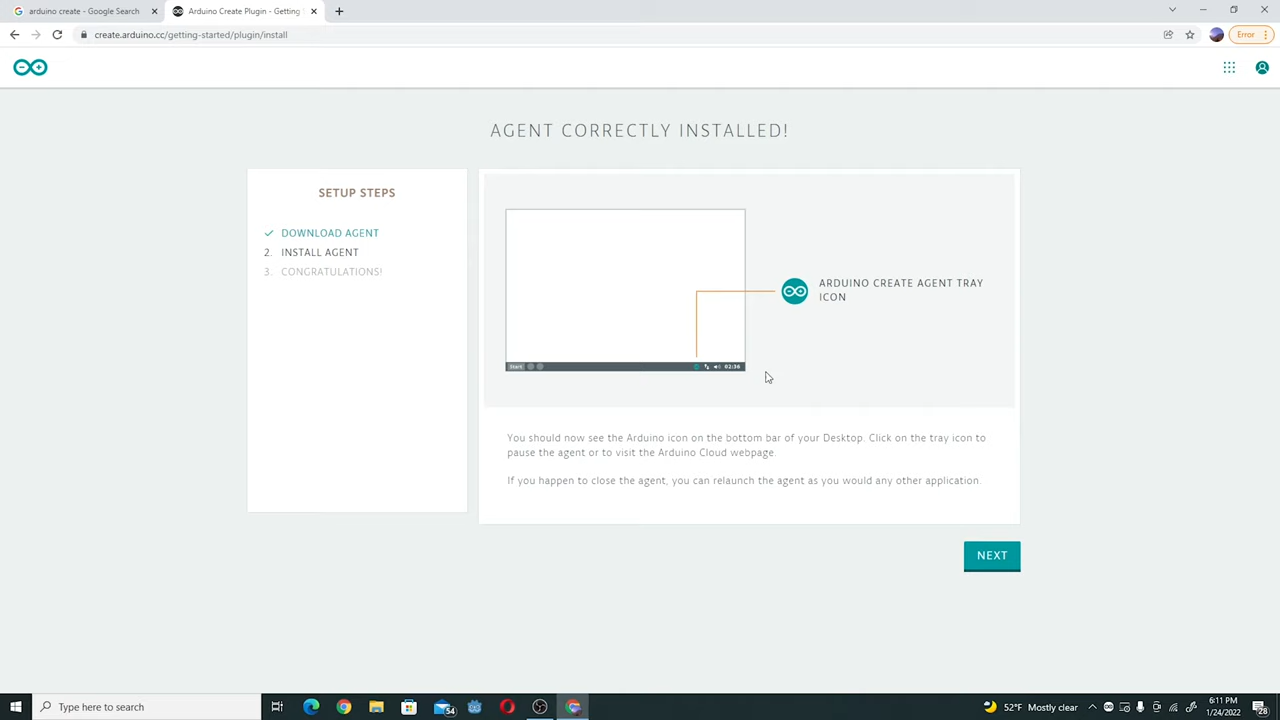 arduino create - Google Search
Arduino Create Plugin - Getting
create.arduino.cc/getting-started/plugin/install
Error
AGENT CORRECTLY INSTALLED!
SETUP STEPS
DOWNLOAD AGENT
2. INSTALL AGENT
3. CONGRATULATIONS!
ARDUINO CREATE AGENT TRAY
ICON
Start
02:36
You should now see the Arduino icon on the bottom bar of your Desktop. Click on the tray icon to
pause the agent or to visit the Arduino Cloud webpage.
If you happen to close the agent, you can relaunch the agent as you would any other application.
NEXT
Type here to search
54
52°F Mostly clear
6:11 PM
1/24/2022